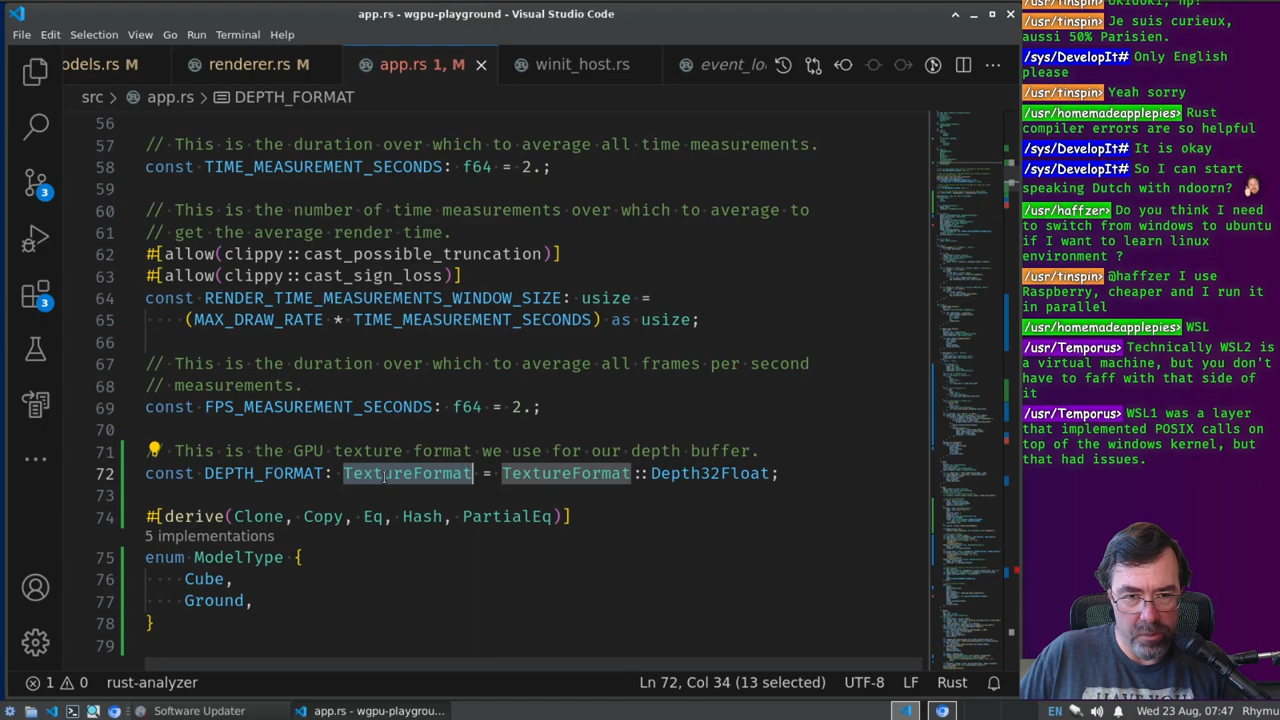 app.rs - wgpu-playground - Visual Studio Code
File Edit Selection View Go Run Terminal Help
odels.rs M renderer.rs M app.rs 1, M winit_host.rs event_lo
src > app.rs > DEPTH_FORMAT
56
57 // This is the duration over which to average all time measurements.
58 const TIME_MEASUREMENT_SECONDS: f64 = 2.;
59
60 // This is the number of time measurements over which to average to
61 // get the average render time.
62 #[allow(clippy::cast_possible_truncation)]
63 #[allow(clippy::cast_sign_loss)]
64 const RENDER_TIME_MEASUREMENTS_WINDOW_SIZE: usize =
65 (MAX_DRAW_RATE * TIME_MEASUREMENT_SECONDS) as usize;
66
67 // This is the duration over which to average all frames per second
68 // measurements.
69 const FPS_MEASUREMENT_SECONDS: f64 = 2.;
70
71 // This is the GPU texture format we use for our depth buffer.
72 const DEPTH_FORMAT: TextureFormat = TextureFormat::Depth32Float;
73
74 #[derive(Clone, Copy, Eq, Hash, PartialEq)]
5 implementations
75 enum ModelType {
76 Cube,
77 Ground,
78 }
79
3
3
1 0 rust-analyzer Ln 72, Col 34 (13 selected) UTF-8 LF Rust
Software Updater app.rs - wgpu-playgrou... EN Wed 23 Aug, 07:47 Rhymu
/usr/tinspin> Okidoki, np!
/usr/tinspin> Je suis curieux,
aussi 50% Parisien.
/sys/DevelopIt# Only English
please
/usr/tinspin> Yeah sorry
/usr/homemadeapplepies> Rust
compiler errors are so helpful
/sys/DevelopIt# It is okay
/sys/DevelopIt# So I can start
speaking Dutch with ndoorn?
/usr/haffzer> Do you think I need
to switch from windows to ubuntu
if I want to learn linux
environment ?
/usr/tinspin> @haffzer I use
Raspberry, cheaper and I run it
in parallel
/usr/homemadeapplepies> WSL
/usr/Temporus> Technically WSL2 is
a virtual machine, but you don't
have to faff with that side of
it
/usr/Temporus> WSL1 was a layer
that implemented POSIX calls on
top of the windows kernel, but
that had issues.
HAVE YOU